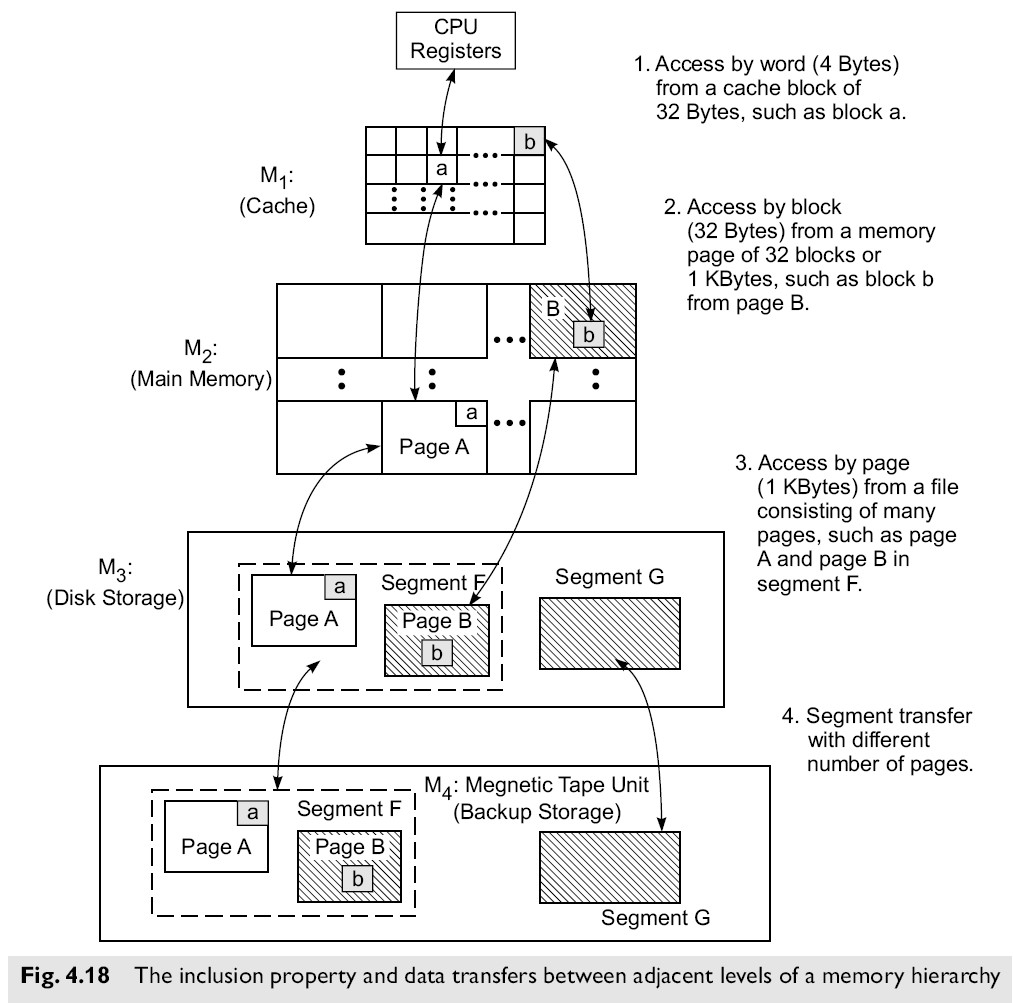 CPU
Registers
1. Access by word (4 Bytes)
from a cache block of
32 Bytes, such as block a.
b
a
M1:
(Cache)
2. Access by block
(32 Bytes) from a memory
page of 32 blocks or
1 KBytes, such as block b
from page B.
B
b
M2:
(Main Memory)
a
Page A
3. Access by page
(1 KBytes) from a file
consisting of many
pages, such as page
A and page B in
segment F.
M3:
(Disk Storage)
a
Page A
Segment F
Page B
b
Segment G
4. Segment transfer
with different
number of pages.
M4: Megnetic Tape Unit
(Backup Storage)
a
Page A
Segment F
Page B
b
Segment G
Fig. 4.18 The inclusion property and data transfers between adjacent levels of a memory hierarchy